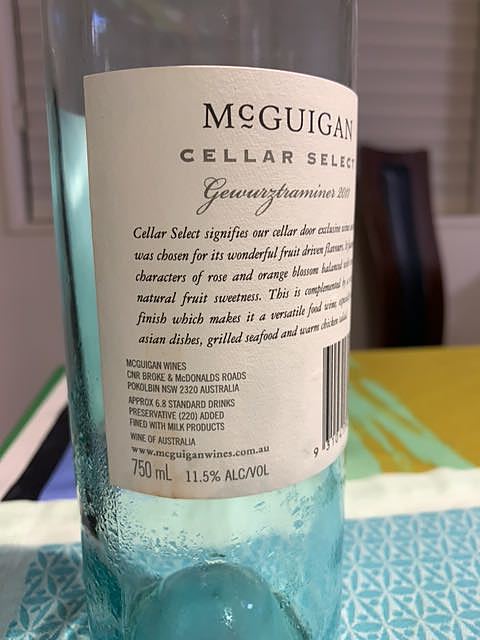 McGUIGAN
CELLAR SELECT
Gewurztraminer 2011
Cellar Select signifies our cellar door exclusive wine
was chosen for its wonderful fruit driven flavours. It
characters of rose and orange blossom balanced with
natural fruit sweetness. This is complemented by a
finish which makes it a versatile food wine,
asian dishes, grilled seafood and warm chicken salad.
MCGUIGAN WINES
CNR BROKE & McDONALDS ROADS
POKOLBIN NSW 2320 AUSTRALIA
APPROX 6.8 STANDARD DRINKS
PRESERVATIVE (220) ADDED
FINED WITH MILK PRODUCTS
WINE OF AUSTRALIA
www.mcguiganwines.com.au
750 mL 11.5% ALC/VOL